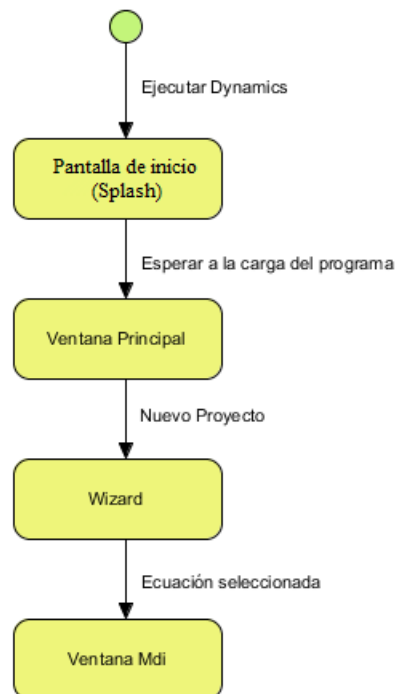 Ejecutar Dynamics
Pantalla de inicio
(Splash)
Esperar a la carga del programa
Ventana Principal
Nuevo Proyecto
Wizard
Ecuación seleccionada
Ventana Mdi